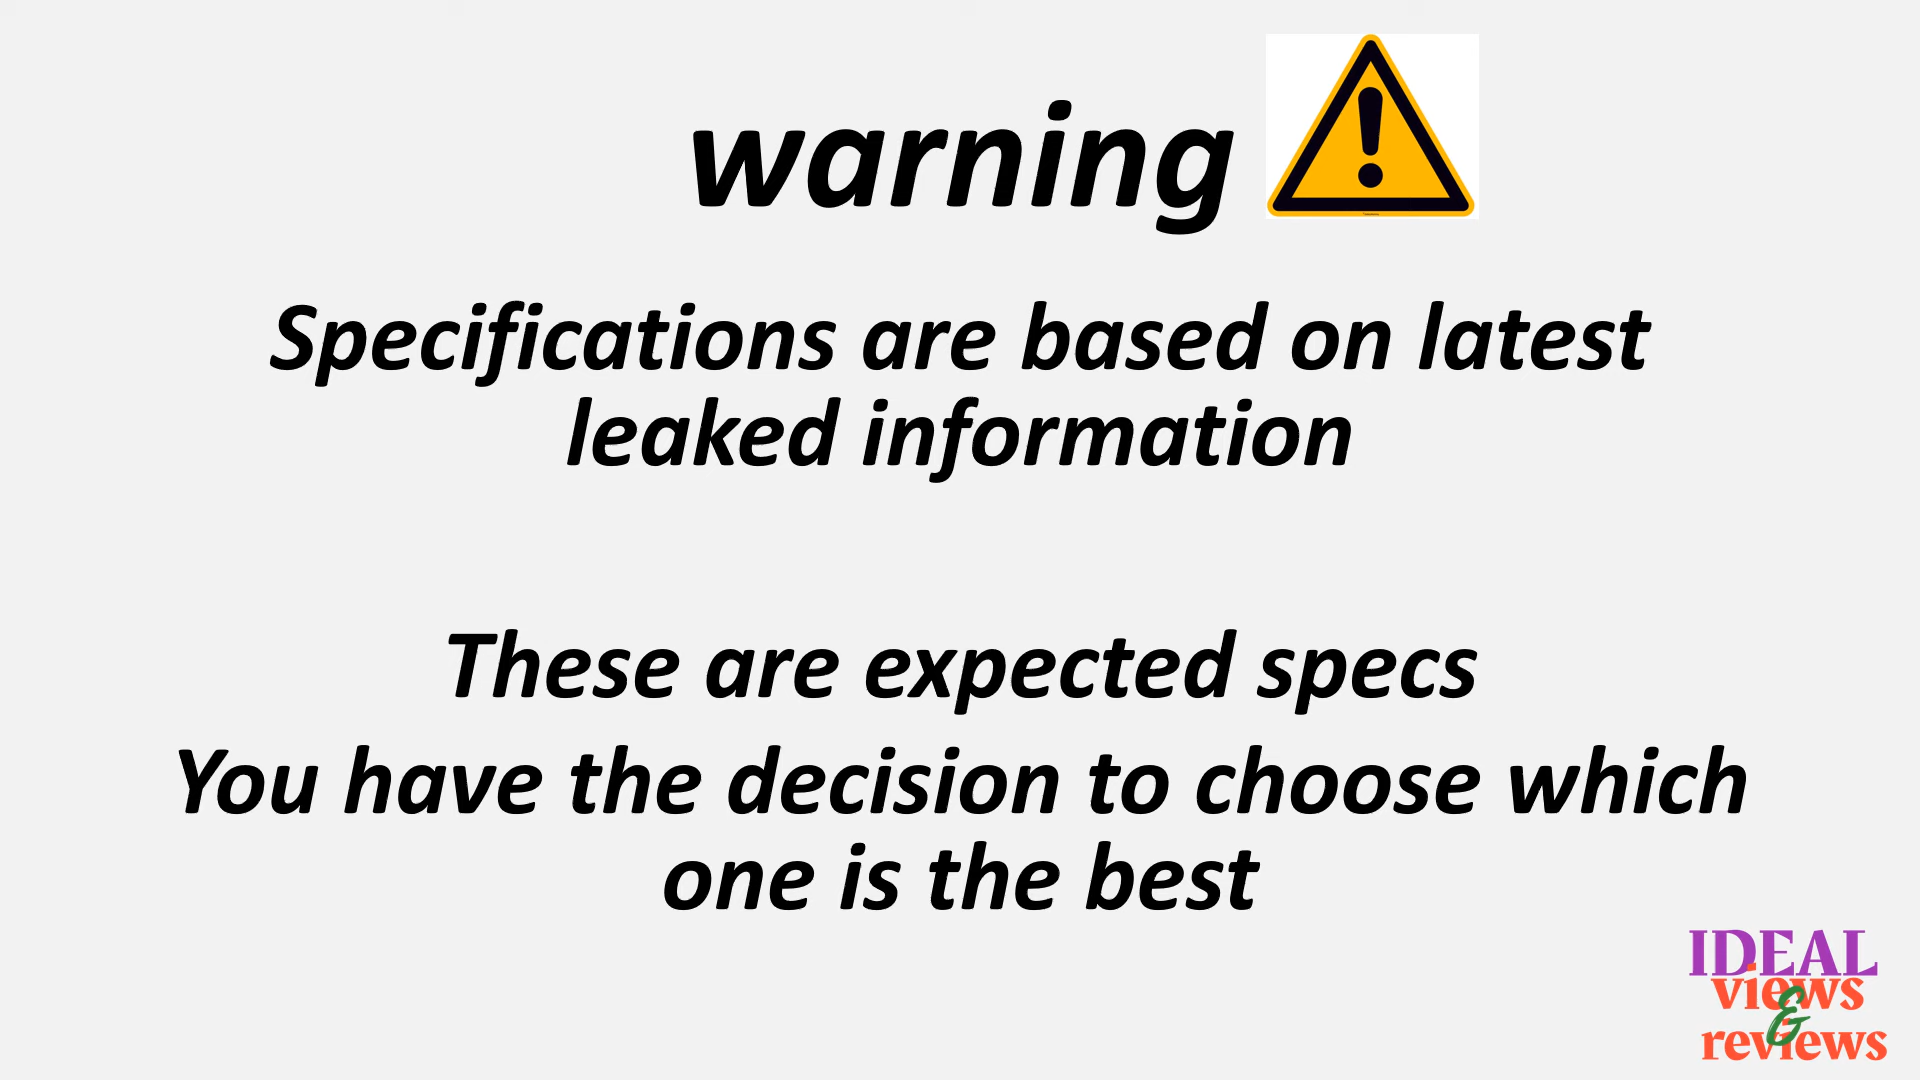 warning
Specifications are based on latest
leaked information
These are expected specs
You have the decision to choose which
one is the best
IDEAL
views
&
reviews